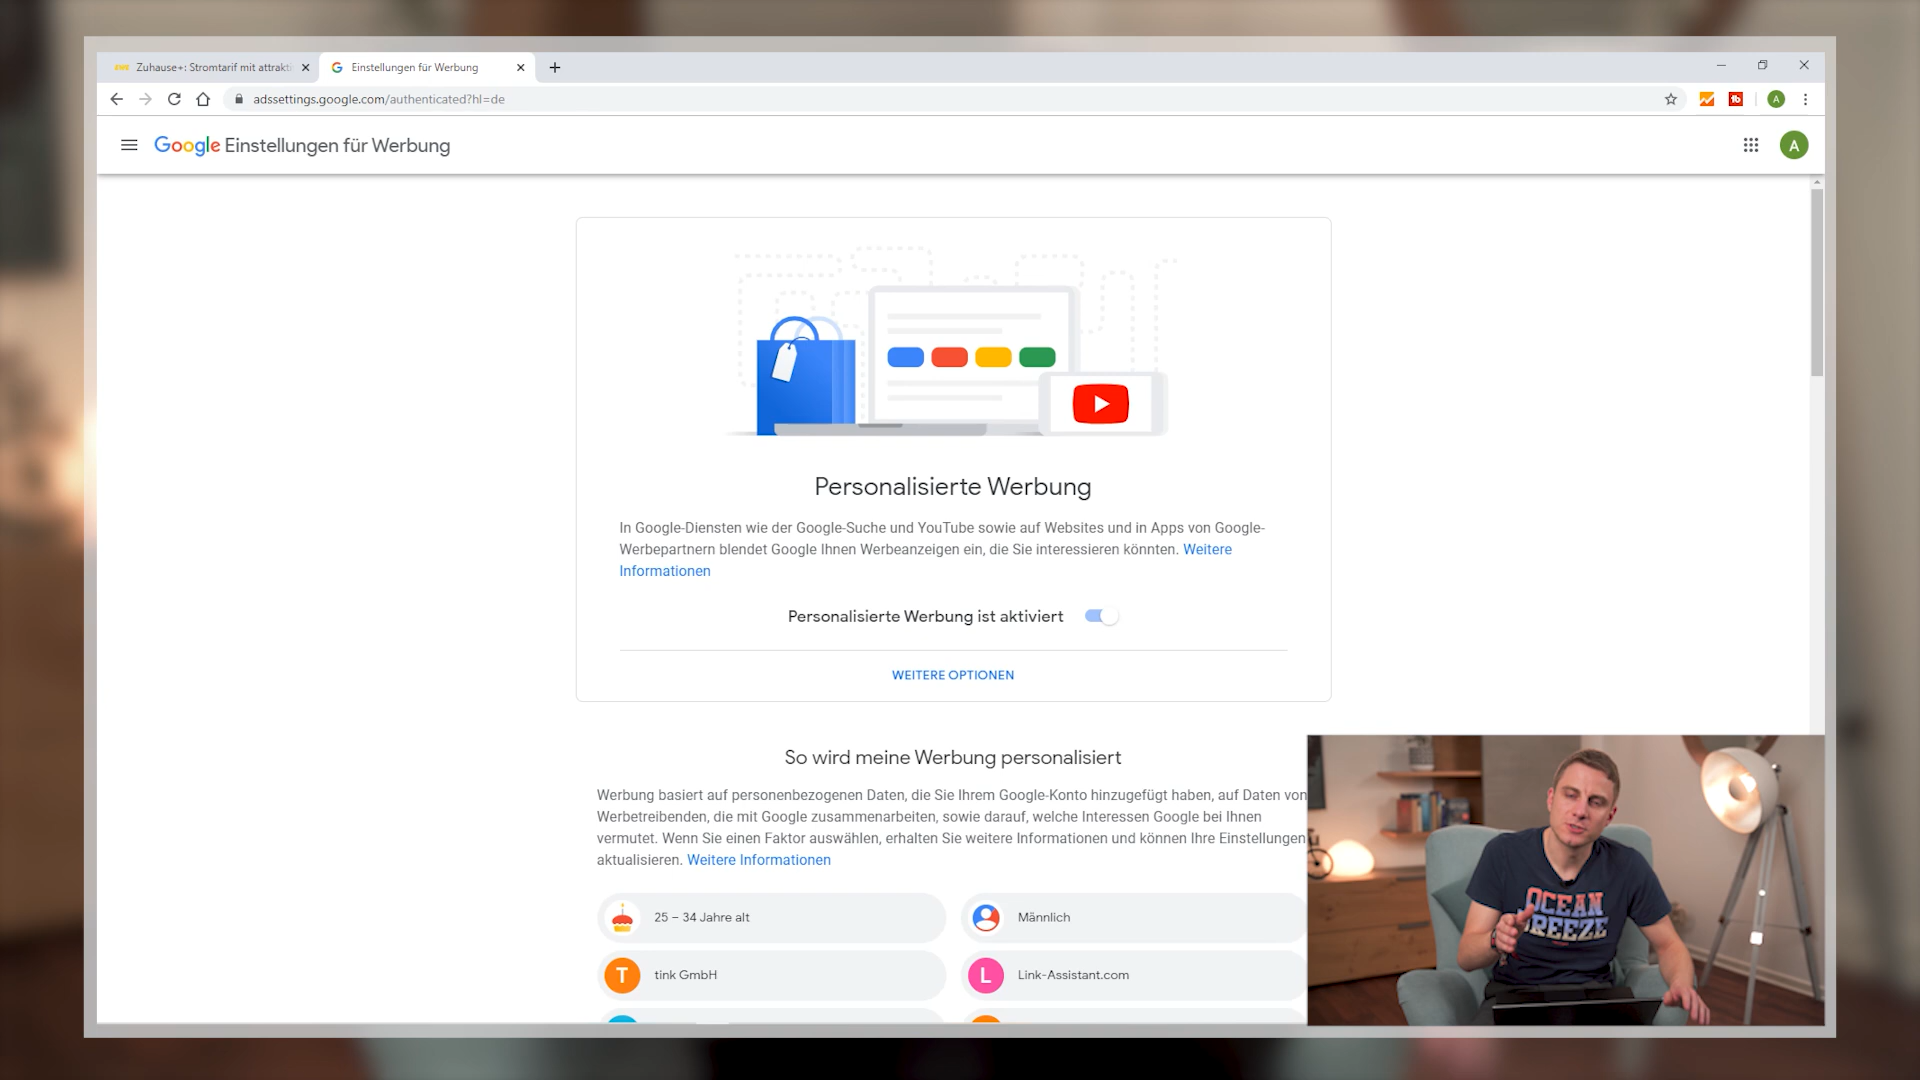 Zuhause+: Stromtarif mit attrakti
Einstellungen für Werbung
adssettings.google.com/authenticated?hl=de
Google Einstellungen für Werbung
A
Personalisierte Werbung
In Google-Diensten wie der Google-Suche und YouTube sowie auf Websites und in Apps von Google-
Werbepartnern blendet Google Ihnen Werbeanzeigen ein, die Sie interessieren könnten. Weitere
Informationen
Personalisierte Werbung ist aktiviert
WEITERE OPTIONEN
So wird meine Werbung personalisiert
Werbung basiert auf personenbezogenen Daten, die Sie Ihrem Google-Konto hinzugefügt haben, auf Daten von
Werbetreibenden, die mit Google zusammenarbeiten, sowie darauf, welche Interessen Google bei Ihnen
vermutet. Wenn Sie einen Faktor auswählen, erhalten Sie weitere Informationen und können Ihre Einstellungen
aktualisieren. Weitere Informationen
25 – 34 Jahre alt
Männlich
T tink GmbH
L Link-Assistant.com
OCEAN
BREEZE